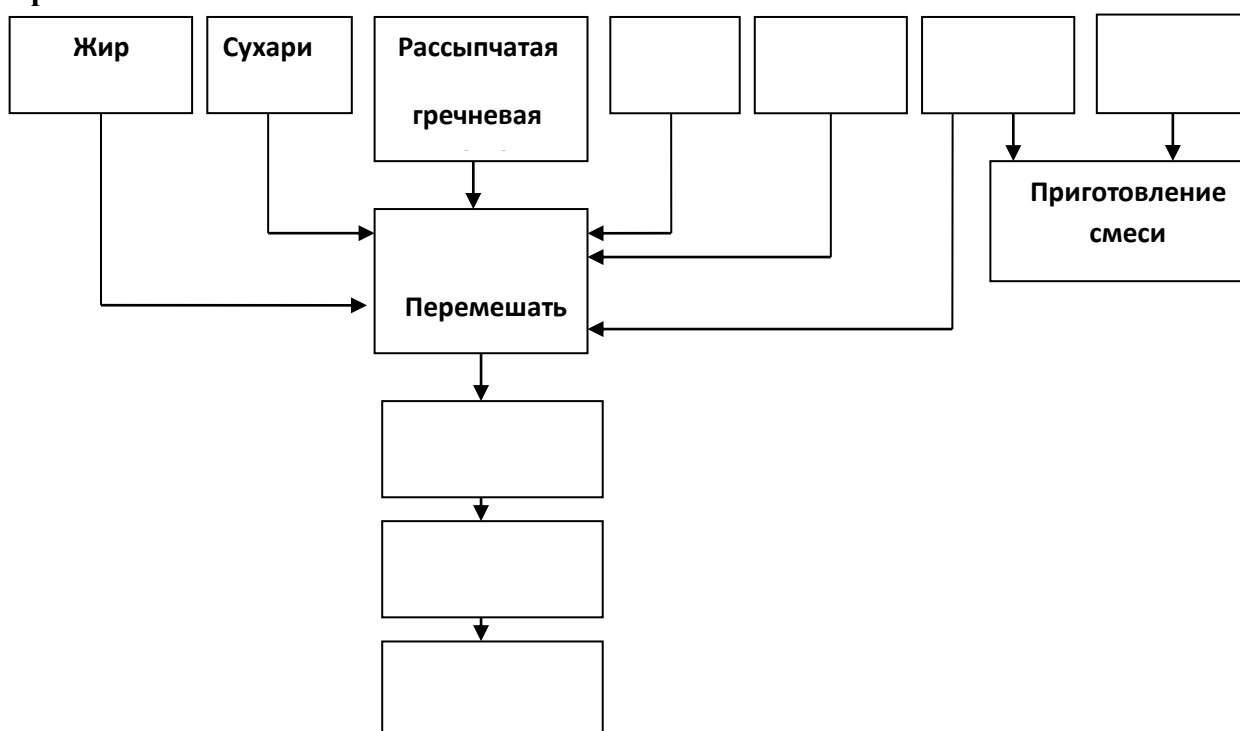 Жир
Сухари
Рассыпчатая
гречневая
Приготовление
смеси
Перемешать